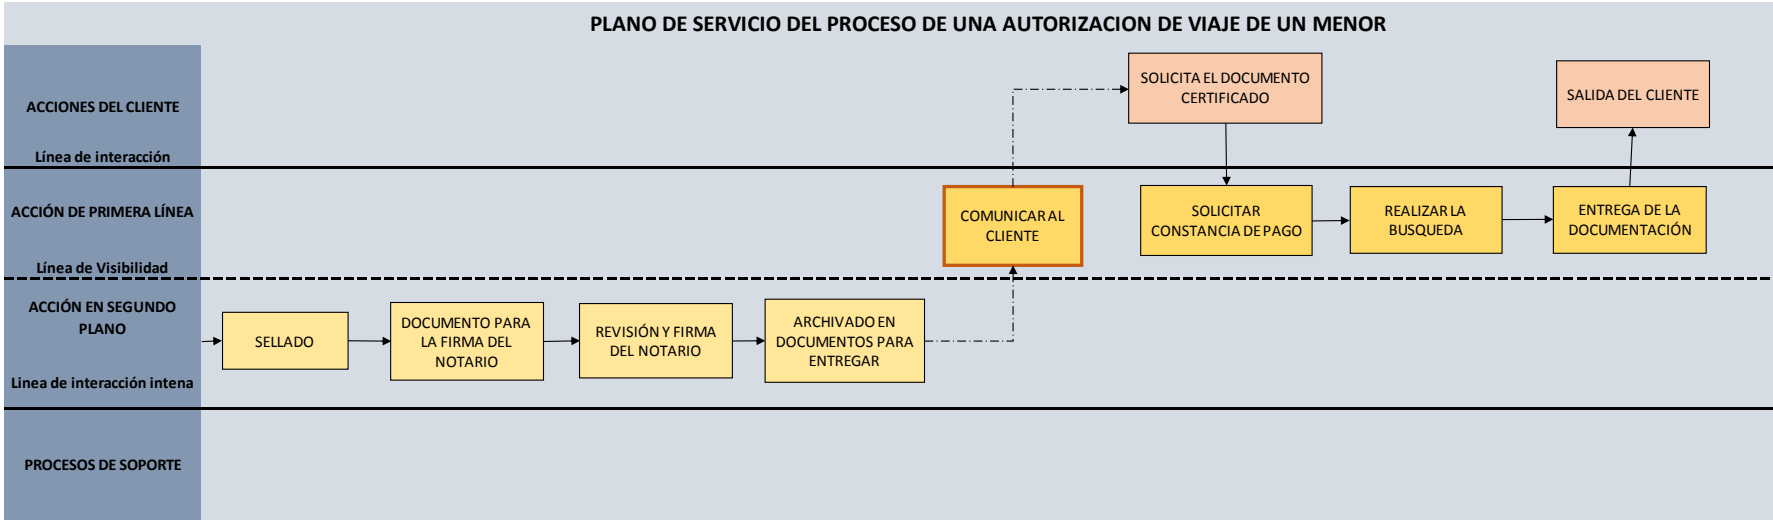 PLANO DE SERVICIO DEL PROCESO DE UNA AUTORIZACION DE VIAJE DE UN MENOR
ACCIONES DEL CLIENTE
SOLICITA EL DOCUMENTO
CERTIFICADO
SALIDA DEL CLIENTE
Línea de interacción
ACCIÓN DE PRIMERA LÍNEA
COMUNICAR AL
CLIENTE
SOLICITAR
CONSTANCIA DE PAGO
REALIZAR LA
BUSQUEDA
ENTREGA DE LA
DOCUMENTACIÓN
Línea de Visibilidad
ACCIÓN EN SEGUNDO
PLANO
SELLADO
DOCUMENTO PARA
LA FIRMA DEL
NOTARIO
REVISIÓN Y FIRMA
DEL NOTARIO
ARCHIVADO EN
DOCUMENTOS PARA
ENTREGAR
Linea de interacción intena
PROCESOS DE SOPORTE